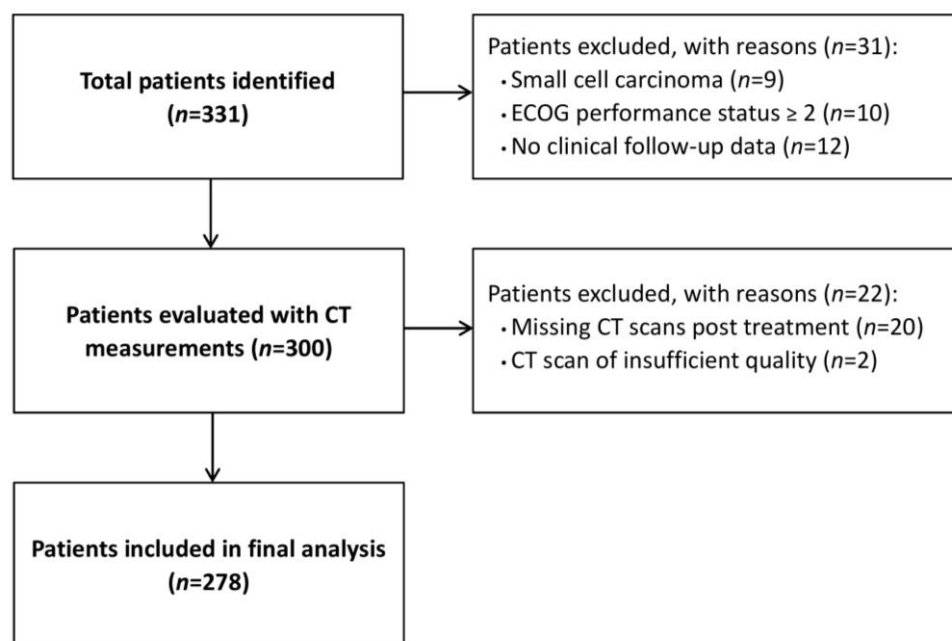 Total patients identified
(n=331)
Patients excluded, with reasons (n=31):
• Small cell carcinoma (n=9)
• ECOG performance status ≥ 2 (n=10)
• No clinical follow-up data (n=12)
Patients evaluated with CT
measurements (n=300)
Patients excluded, with reasons (n=22):
• Missing CT scans post treatment (n=20)
• CT scan of insufficient quality (n=2)
Patients included in final analysis
(n=278)